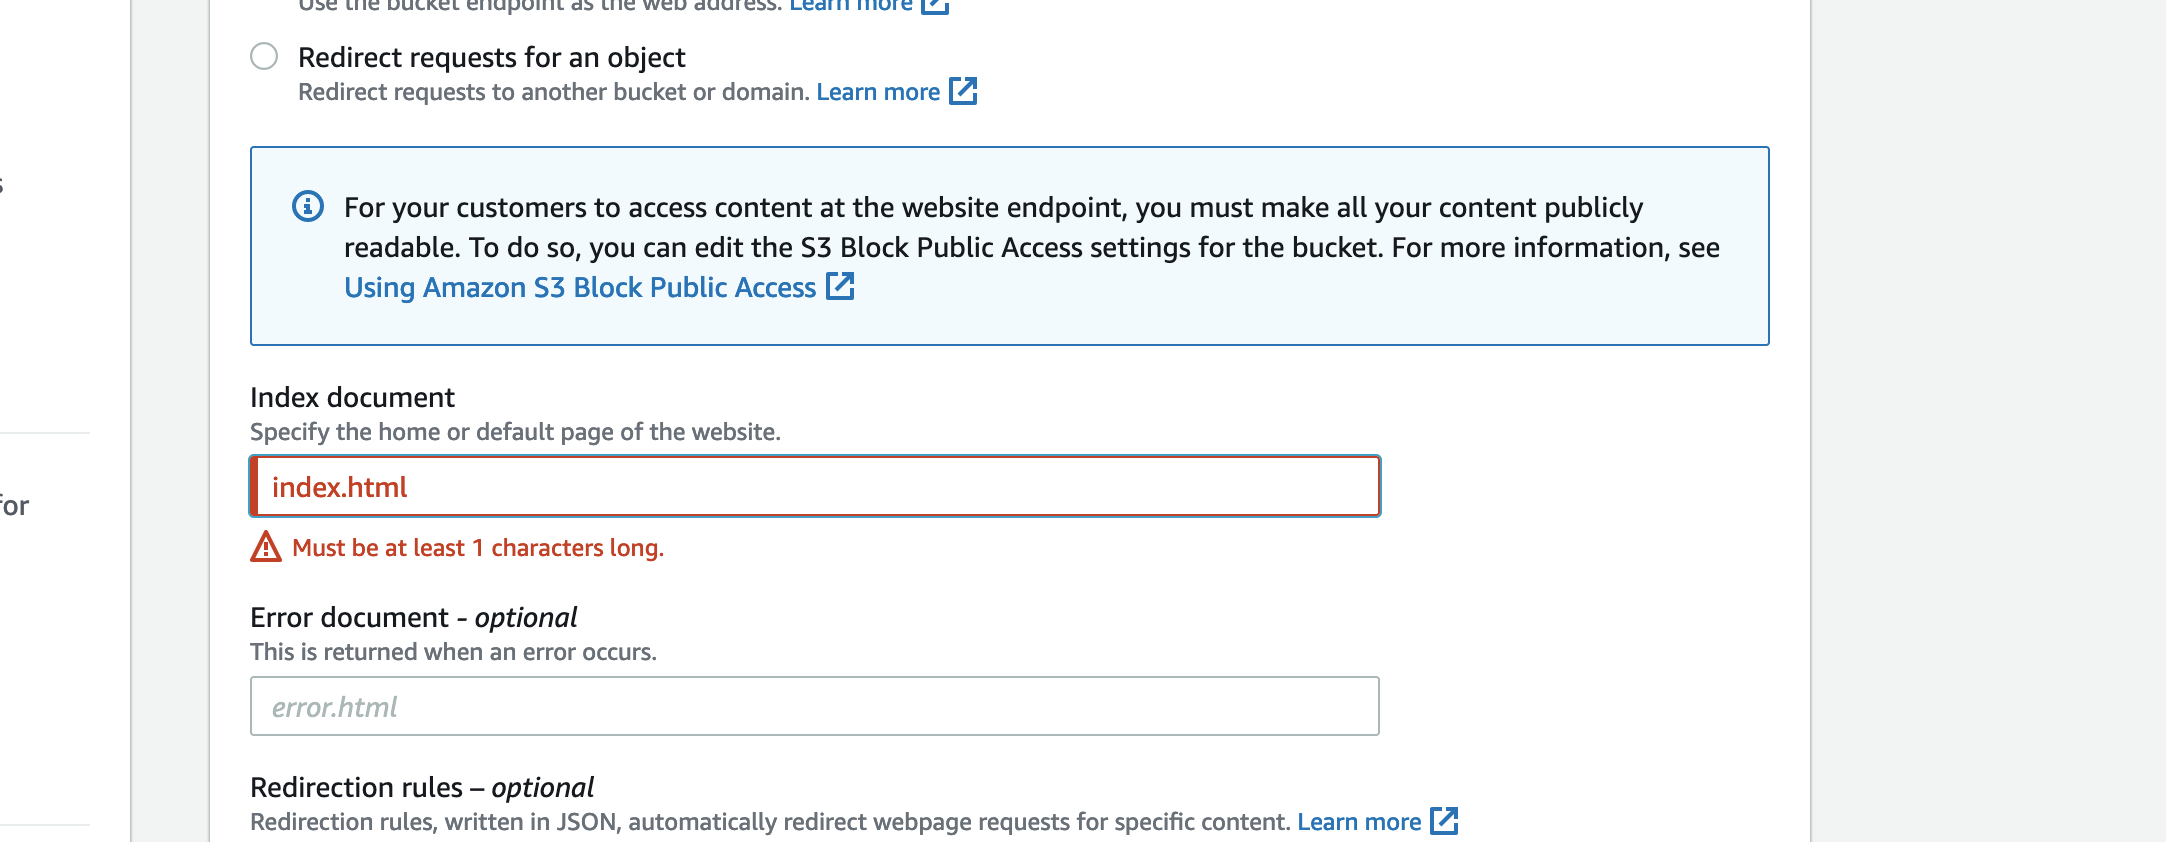 Use the bucket endpoint as the web address. Learn more
Redirect requests for an object
Redirect requests to another bucket or domain. Learn more
s
For your customers to access content at the website endpoint, you must make all your content publicly
readable. To do so, you can edit the S3 Block Public Access settings for the bucket. For more information, see
Using Amazon S3 Block Public Access
Index document
Specify the home or default page of the website.
index.html
for
Must be at least 1 characters long.
Error document - optional
This is returned when an error occurs.
error.html
Redirection rules – optional
Redirection rules, written in JSON, automatically redirect webpage requests for specific content. Learn more